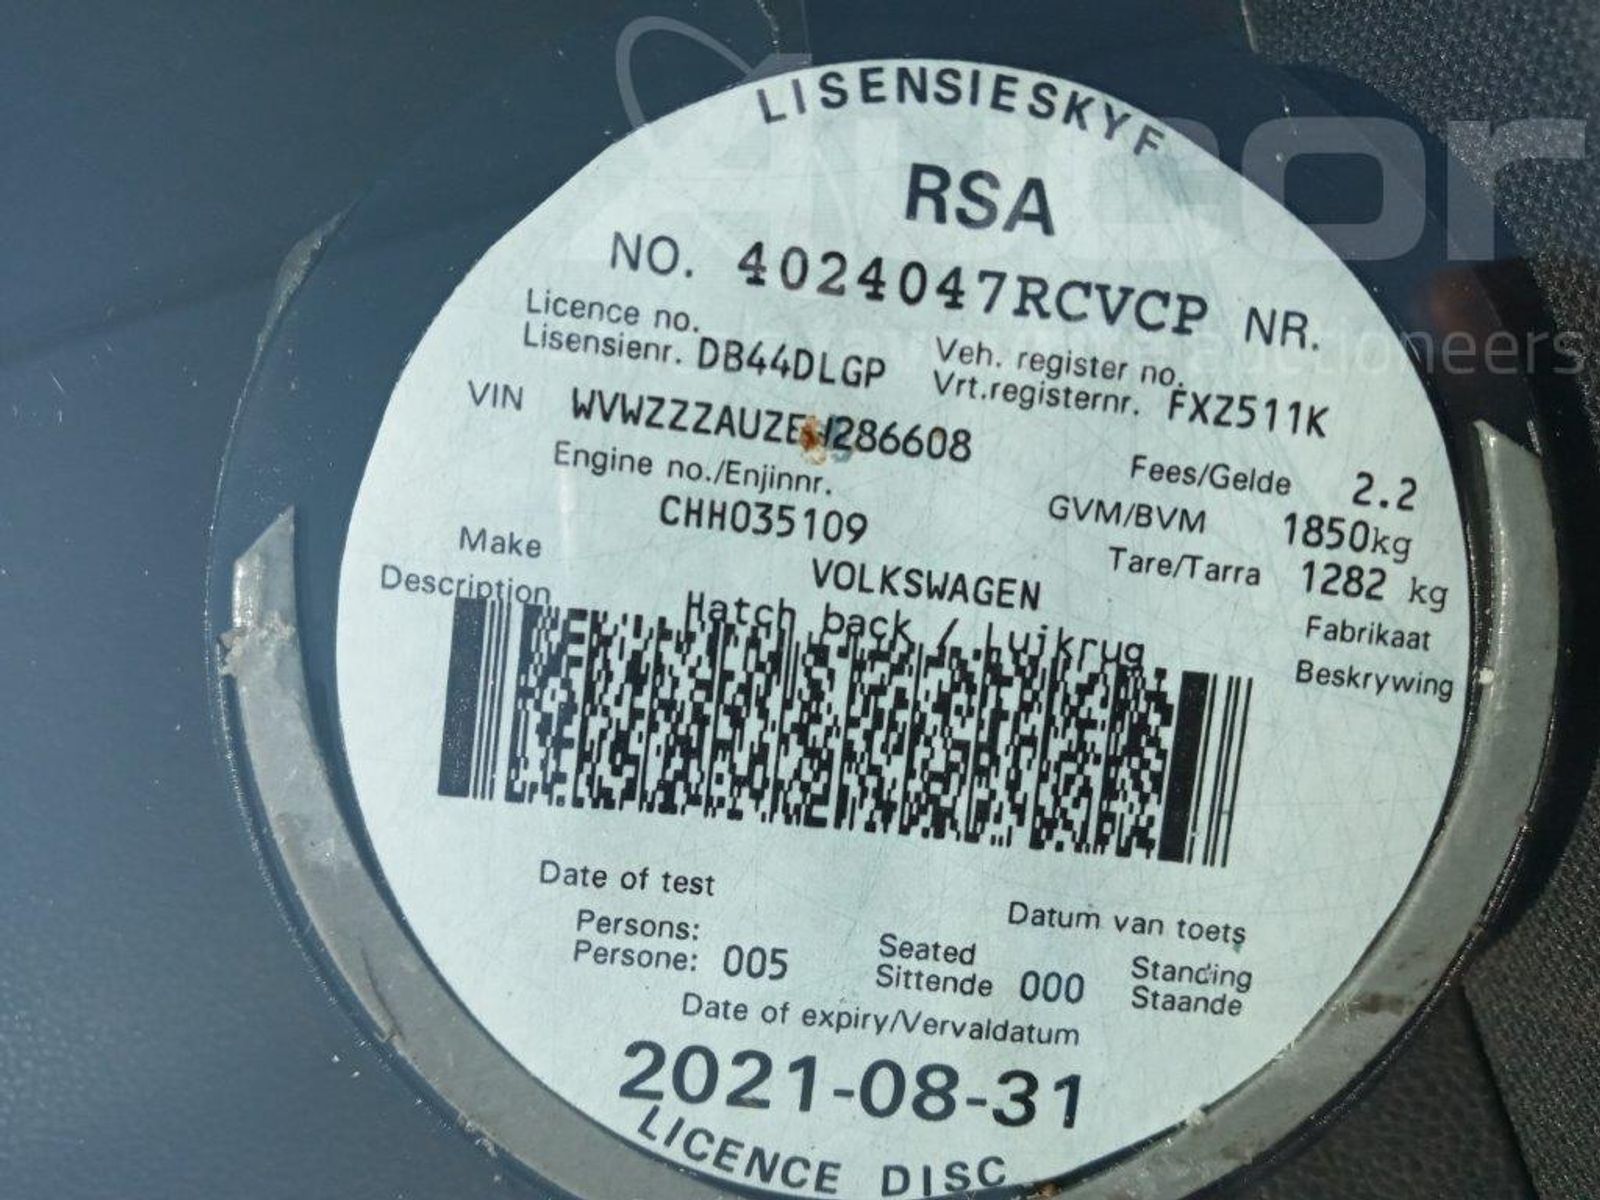 LISENSIESKYF
RSA
NO. 4024047RCVCP NR.
Licence no.
Lisensienr. DB44DLGP
Veh. register no.
Vrt.registernr. FXZ511K
VIN
Engine no./Enjinnr.
CHH035109
Fees/Gelde 2.2
GVM/BVM 1850kg
Tare/Tarra 1282 kg
Make VOLKSWAGEN Fabrikaat
Description Hatch back / Luikrug Beskrywing
Date of test Datum van toets
Persons:
Persone: 005
Seated
Sittende 000
Standing
Staande
Date of expiry/Vervaldatum
2021-08-31
LICENCE DISC